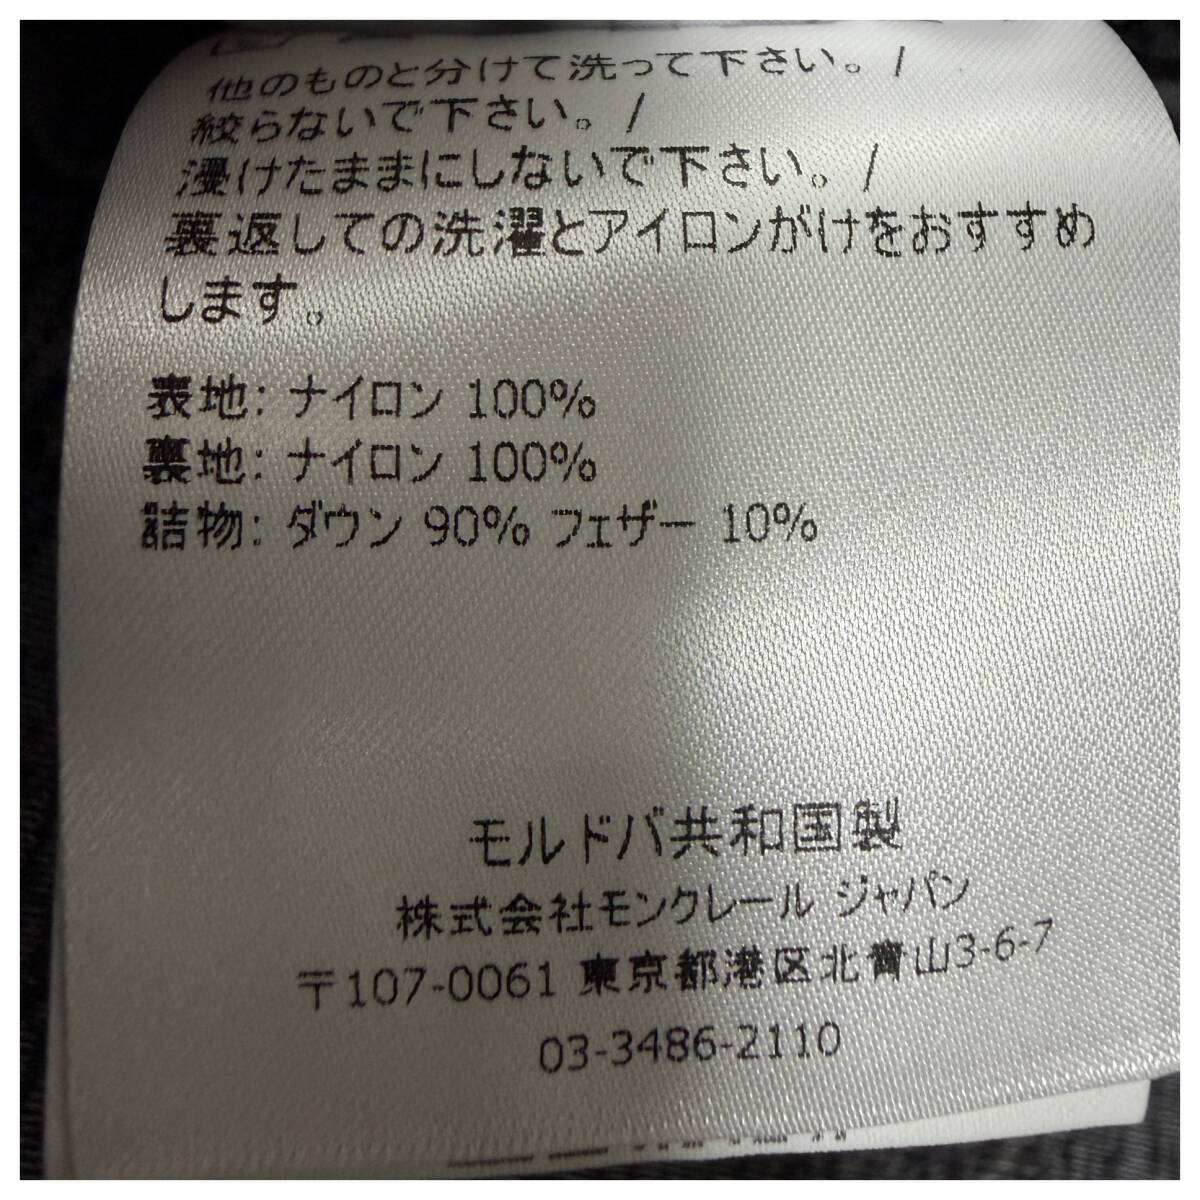 他のものと分けて洗って下さい。/
絞らないで下さい。/
浸けたままにしないで下さい。/
裏返しての洗濯とアイロンがけをおすすめ
します。
表地: ナイロン 100%
裏地: ナイロン 100%
詰物: ダウン 90% フェザー 10%
モルドバ共和国製
株式会社モンクレール ジャパン
〒107-0061 東京都港区北青山3-6-7
03-3486-2110